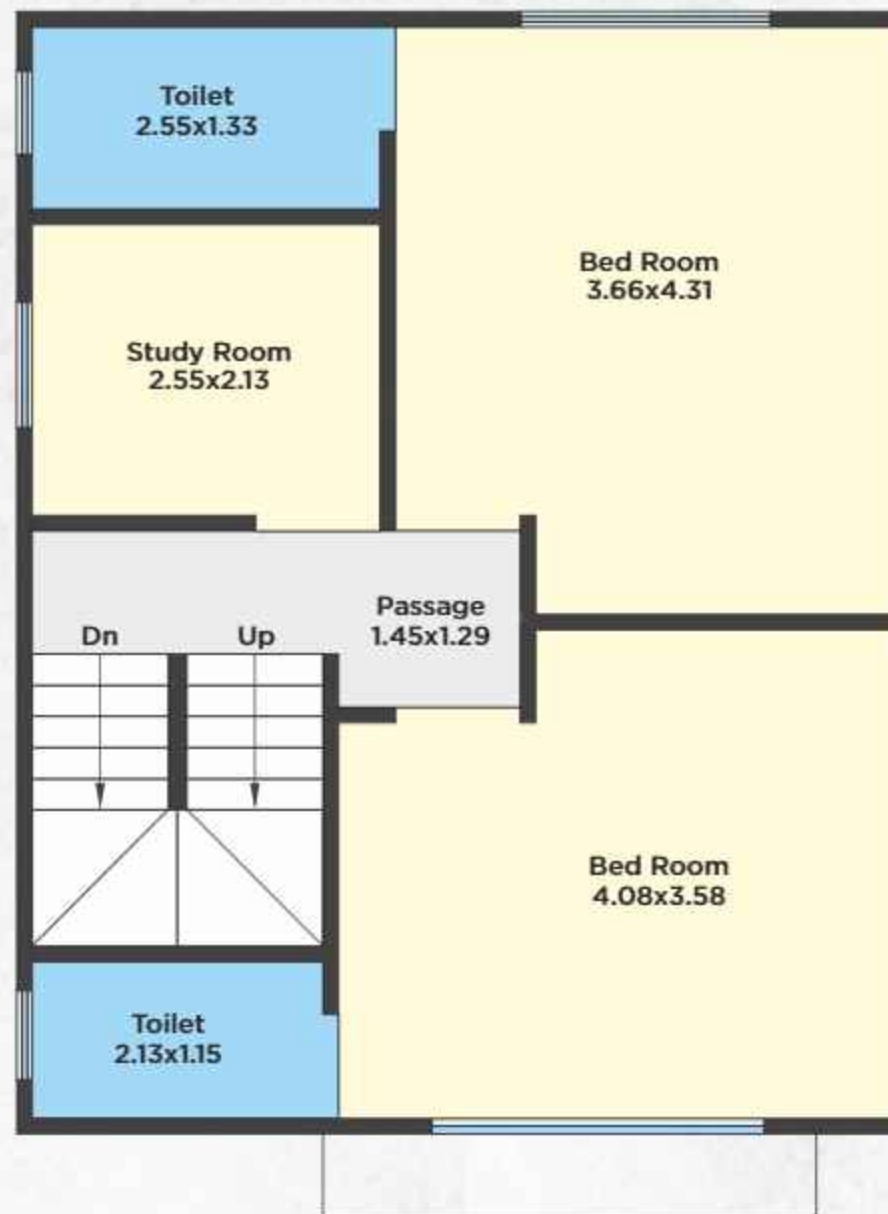 Toilet
2.55x1.33
Bed Room
3.66x4.31
Study Room
2.55x2.13
Passage
1.45x1.29
Dn
Up
Bed Room
4.08x3.58
Toilet
2.13x1.15